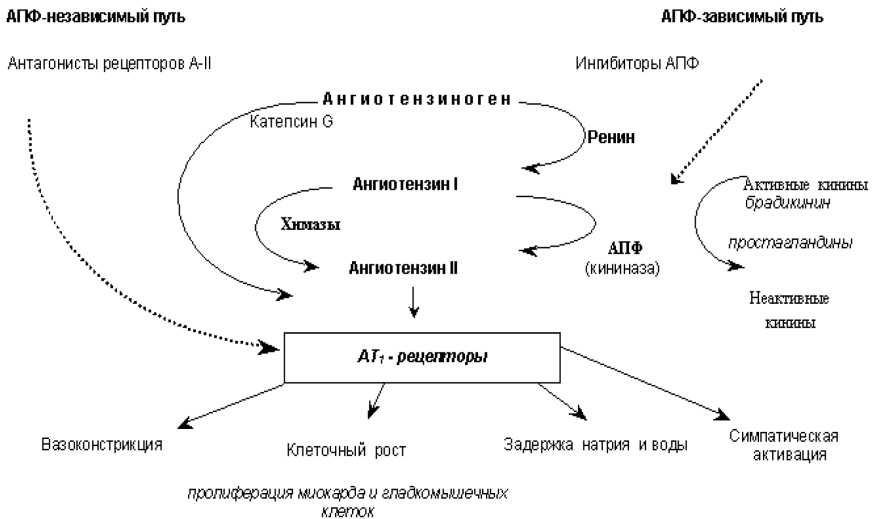 АПФ-независимый путь
АПФ-зависимый путь
Антагонисты рецепторов А-II
Ингибиторы АПФ
Ангиотензиноген
Катепсин G
Ренин
Ангиотензин I
Активные кинины
брадикинин
Химазы
АПФ
(кининаза)
простагландины
Ангиотензин II
Неактивные
кинины
АТ₁ - рецепторы
Вазоконстрикция
Клеточный рост
Задержка натрия и воды
Симпатическая
активация
пролиферация миокарда и гладкомышечных
клеток